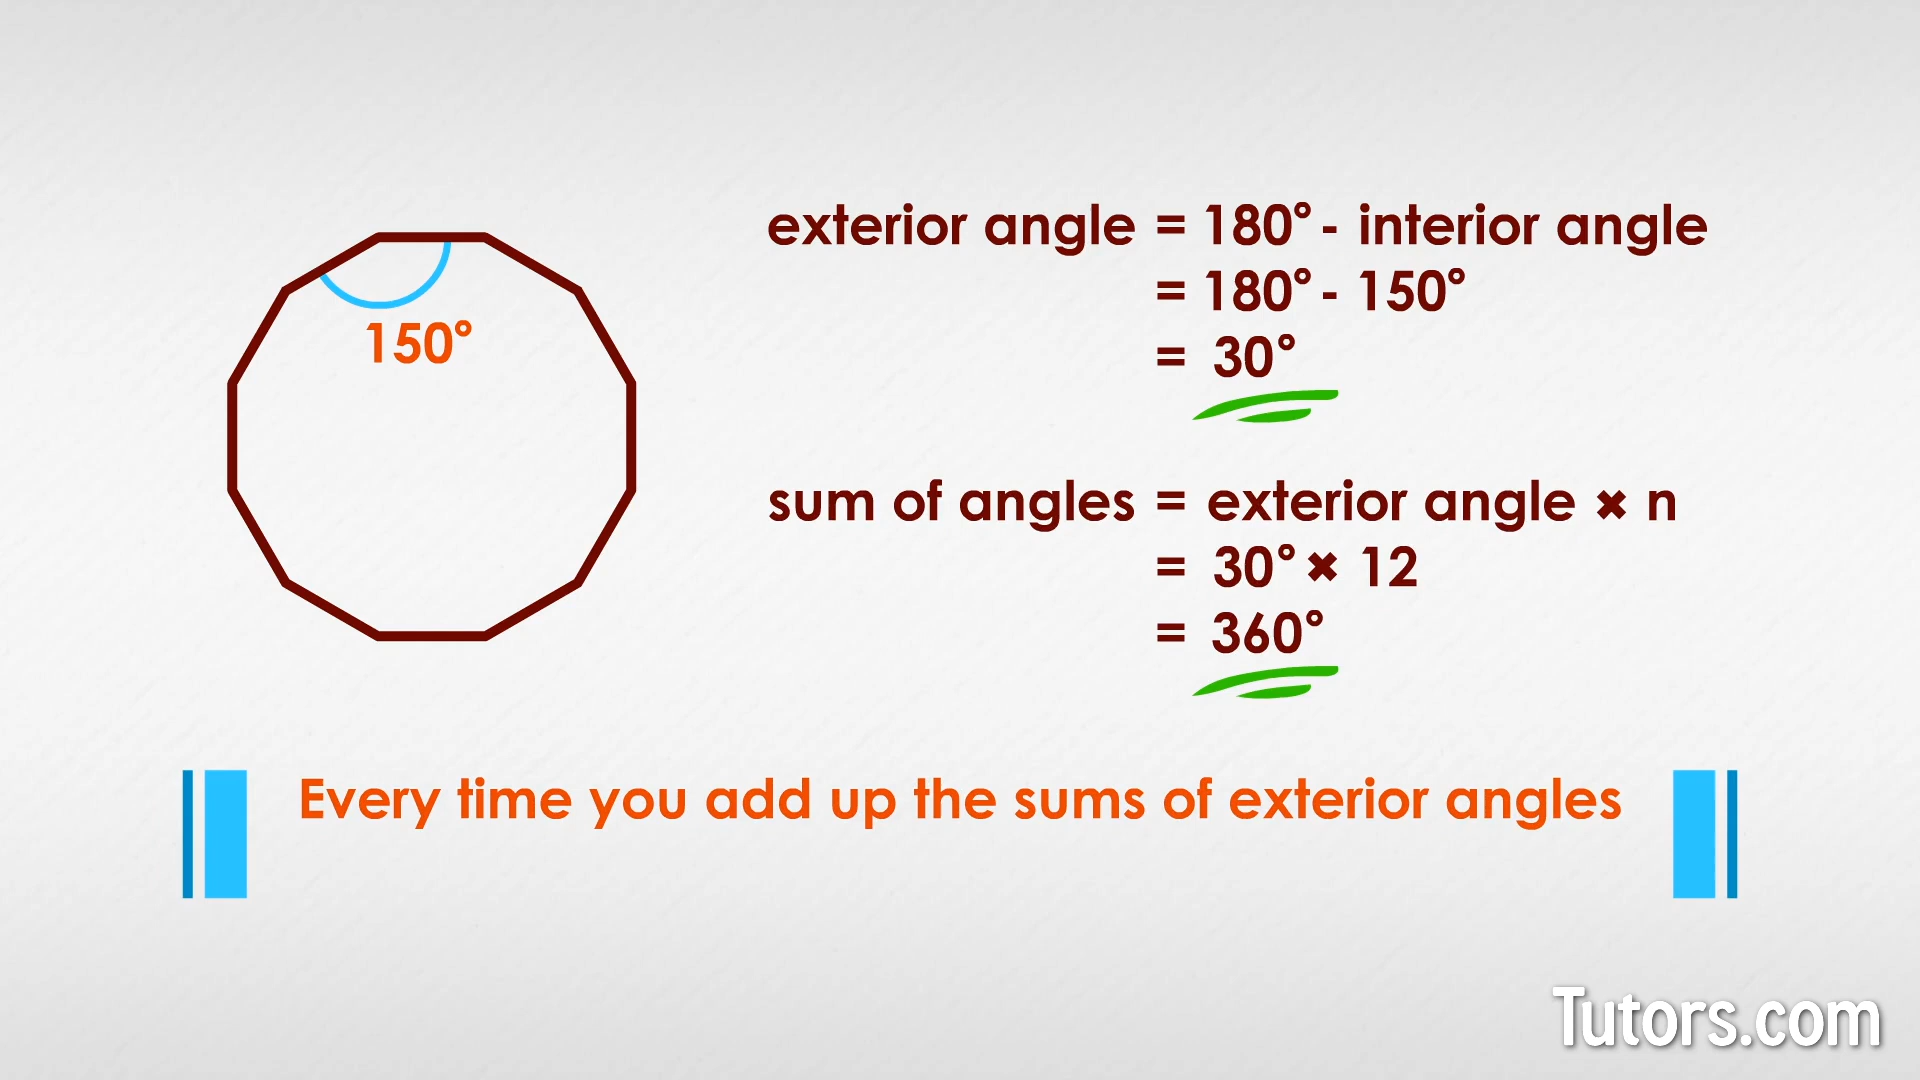 150°
exterior angle = 180° - interior angle
= 180° - 150°
= 30°
sum of angles = exterior angle × n
= 30° × 12
= 360°
Every time you add up the sums of exterior angles
Tutors.com